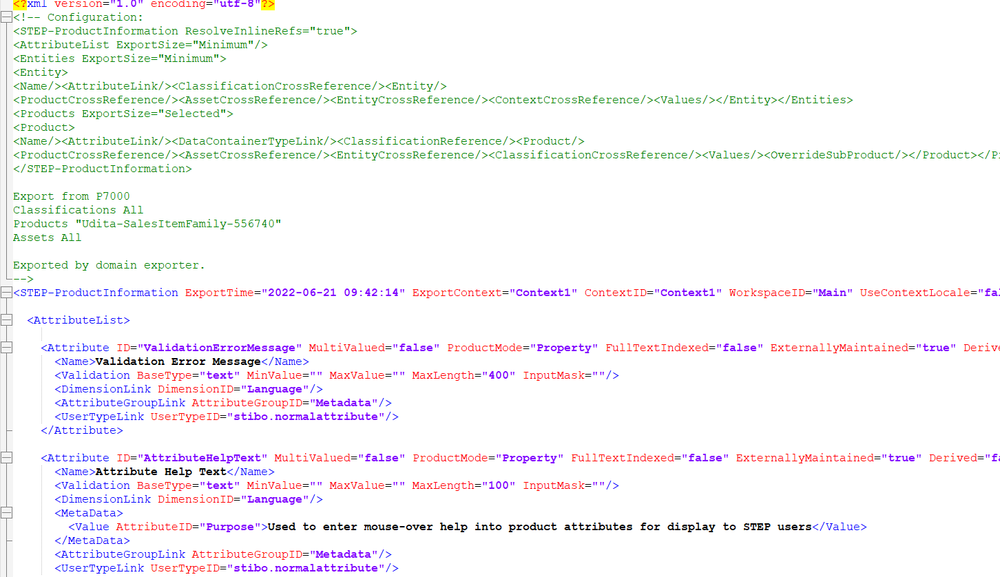 <?xml version="1.0" encoding="utf-8"?>
<!-- Configuration:
<STEP-ProductInformation ResolveInlineRefs="true">
<AttributeList ExportSize="Minimum"/>
<Entities ExportSize="Minimum">
<Entity>
<Name/><AttributeLink/><ClassificationCrossReference/><Entity/>
<ProductCrossReference/><AssetCrossReference/><EntityCrossReference/><ContextCrossReference/><Values/></Entity></Entities>
<Products ExportSize="Selected">
<Product>
<Name/><AttributeLink/><DataContainerTypeLink/><ClassificationReference/><Product/>
<ProductCrossReference/><AssetCrossReference/><EntityCrossReference/><ClassificationCrossReference/><Values/><OverrideSubProduct/></Product></P
</STEP-ProductInformation>
Export from P7000
Classifications All
Products "Udita-SalesItemFamily-556740"
Assets All
Exported by domain exporter.
-->
<STEP-ProductInformation ExportTime="2022-06-21 09:42:14" ExportContext="Context1" ContextID="Context1" WorkspaceID="Main" UseContextLocale="fal
<AttributeList>
<Attribute ID="ValidationErrorMessage" MultiValued="false" ProductMode="Property" FullTextIndexed="false" ExternallyMaintained="true" Derive
<Name>Validation Error Message</Name>
<Validation BaseType="text" MinValue="" MaxValue="" MaxLength="400" InputMask=""/>
<DimensionLink DimensionID="Language"/>
<AttributeGroupLink AttributeGroupID="Metadata"/>
<UserTypeLink UserTypeID="stibo.normalattribute"/>
</Attribute>
<Attribute ID="AttributeHelpText" MultiValued="false" ProductMode="Property" FullTextIndexed="false" ExternallyMaintained="true" Derived="fa
<Name>Attribute Help Text</Name>
<Validation BaseType="text" MinValue="" MaxValue="" MaxLength="100" InputMask=""/>
<DimensionLink DimensionID="Language"/>
<MetaData>
<Value AttributeID="Purpose">Used to enter mouse-over help into product attributes for display to STEP users</Value>
</MetaData>
<AttributeGroupLink AttributeGroupID="Metadata"/>
<UserTypeLink UserTypeID="stibo.normalattribute"/>